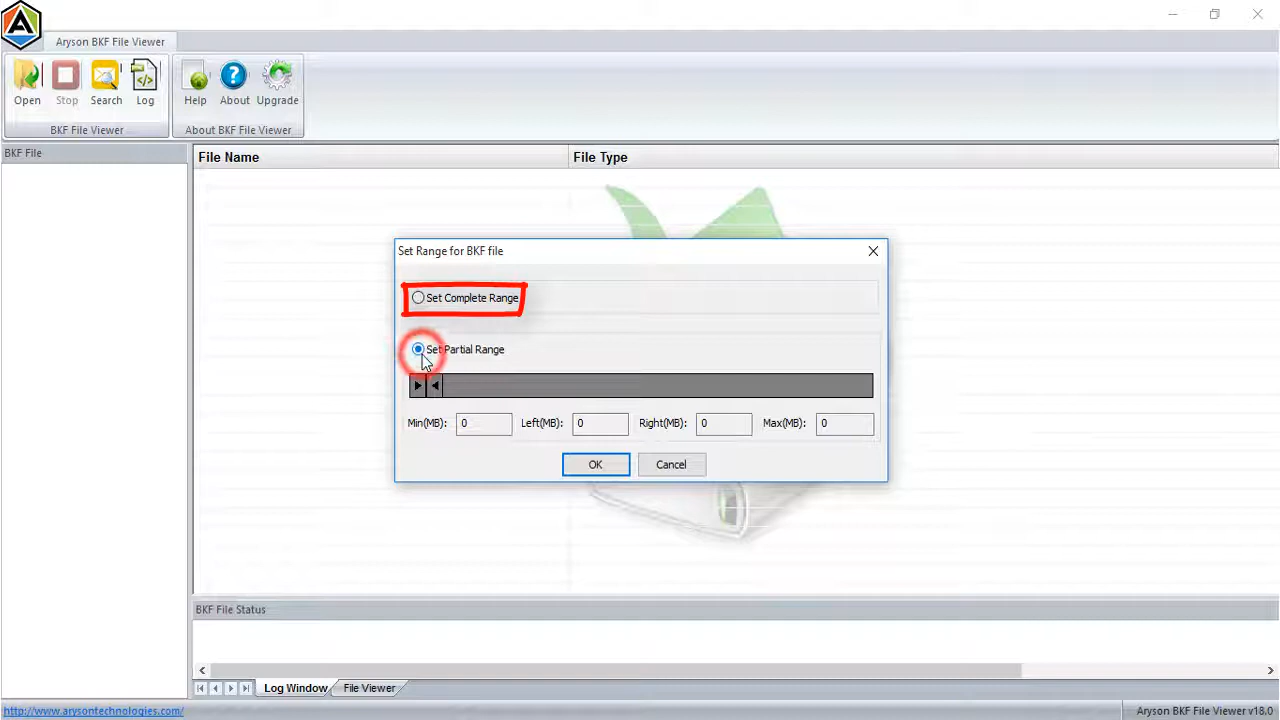 Aryson BKF File Viewer
Open Stop Search Log Help About Upgrade
BKF File Viewer About BKF File Viewer
BKF File
File Name File Type
Set Range for BKF file
Set Complete Range
Set Partial Range
Min(MB): 0 Left(MB): 0 Right(MB): 0 Max(MB): 0
OK Cancel
BKF File Status
Log Window File Viewer
http://www.arysontechnologies.com/ Aryson BKF File Viewer v18.0